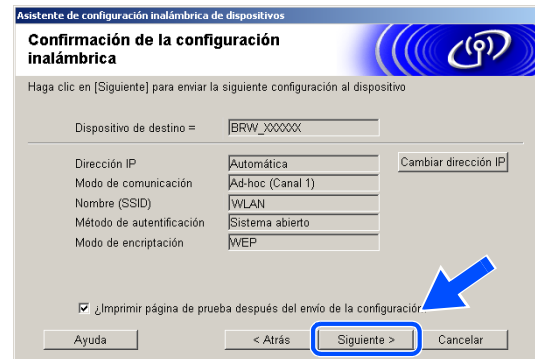 Asistente de configuración inalámbrica de dispositivos
Confirmación de la configuración
inalámbrica
Haga clic en [Siguiente] para enviar la siguiente configuración al dispositivo
Dispositivo de destino = BRW_XXXXXX
Dirección IP Automática Cambiar dirección IP
Modo de comunicación Ad-hoc (Canal 1)
Nombre (SSID) WLAN
Método de autentificación Sistema abierto
Modo de encriptación WEP
¿Imprimir página de prueba después del envío de la configuración
Ayuda < Atrás Siguiente > Cancelar